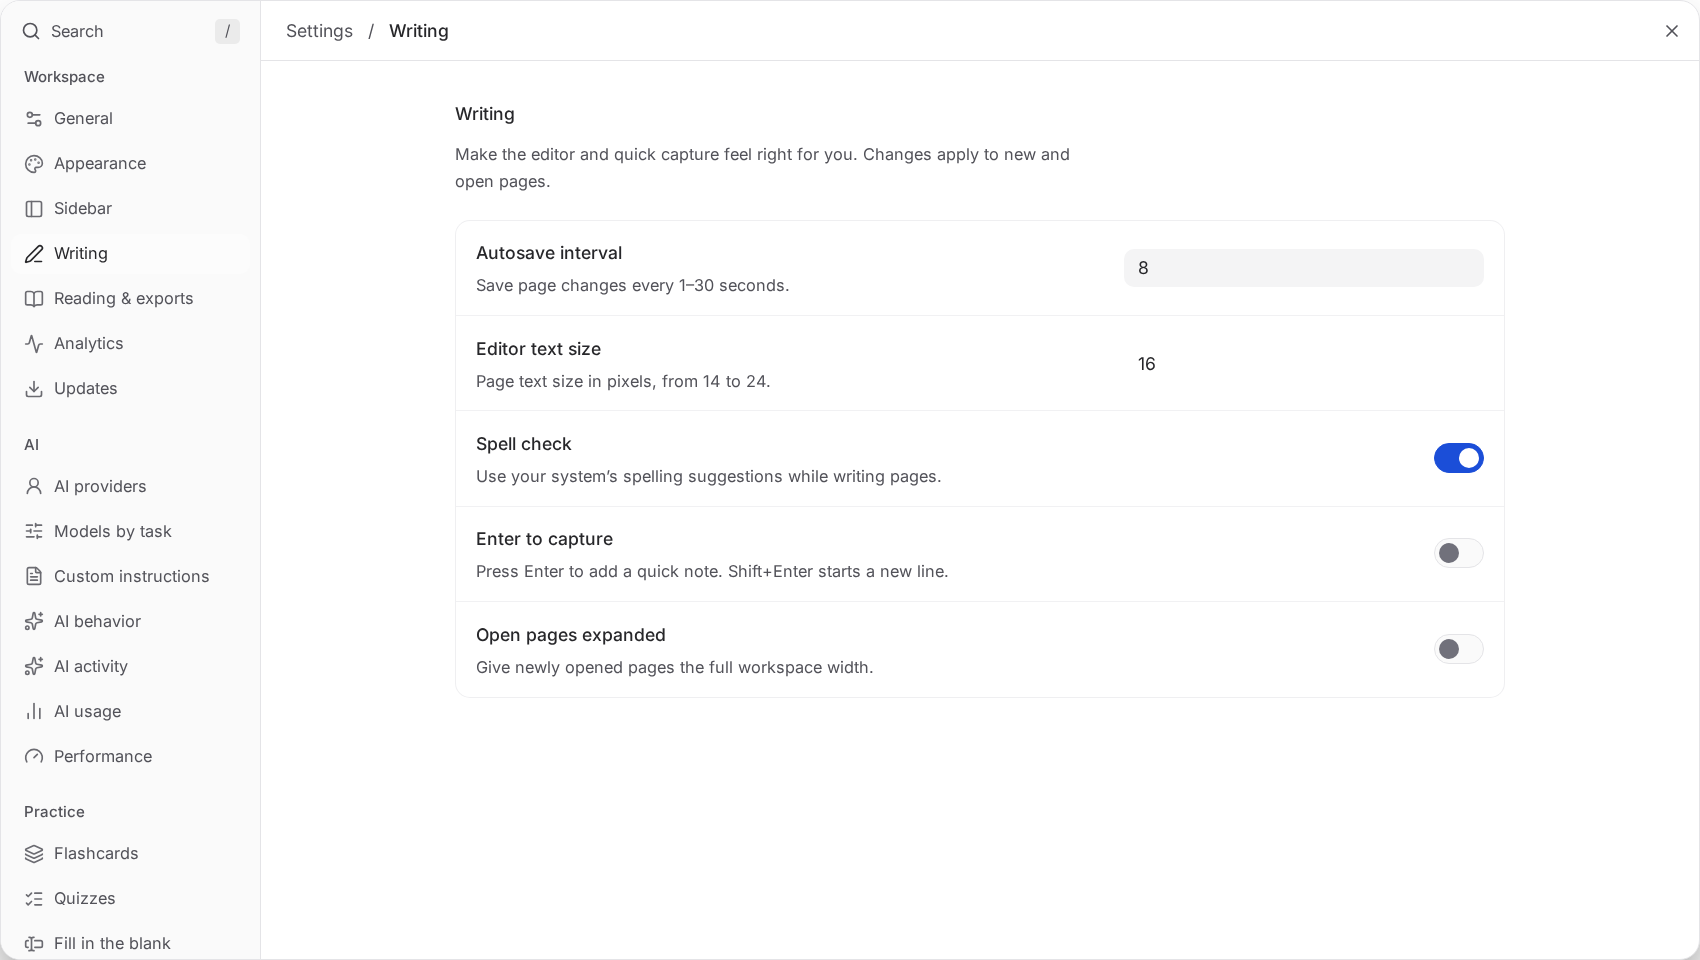 Search /
Workspace
General
Appearance
Sidebar
Writing
Reading & exports
Analytics
Updates
AI
AI providers
Models by task
Custom instructions
AI behavior
AI activity
AI usage
Performance
Practice
Flashcards
Quizzes
Fill in the blank
Settings / Writing
Writing
Make the editor and quick capture feel right for you. Changes apply to new and
open pages.
Autosave interval
Save page changes every 1–30 seconds.
8
Editor text size
Page text size in pixels, from 14 to 24.
16
Spell check
Use your system’s spelling suggestions while writing pages.
Enter to capture
Press Enter to add a quick note. Shift+Enter starts a new line.
Open pages expanded
Give newly opened pages the full workspace width.